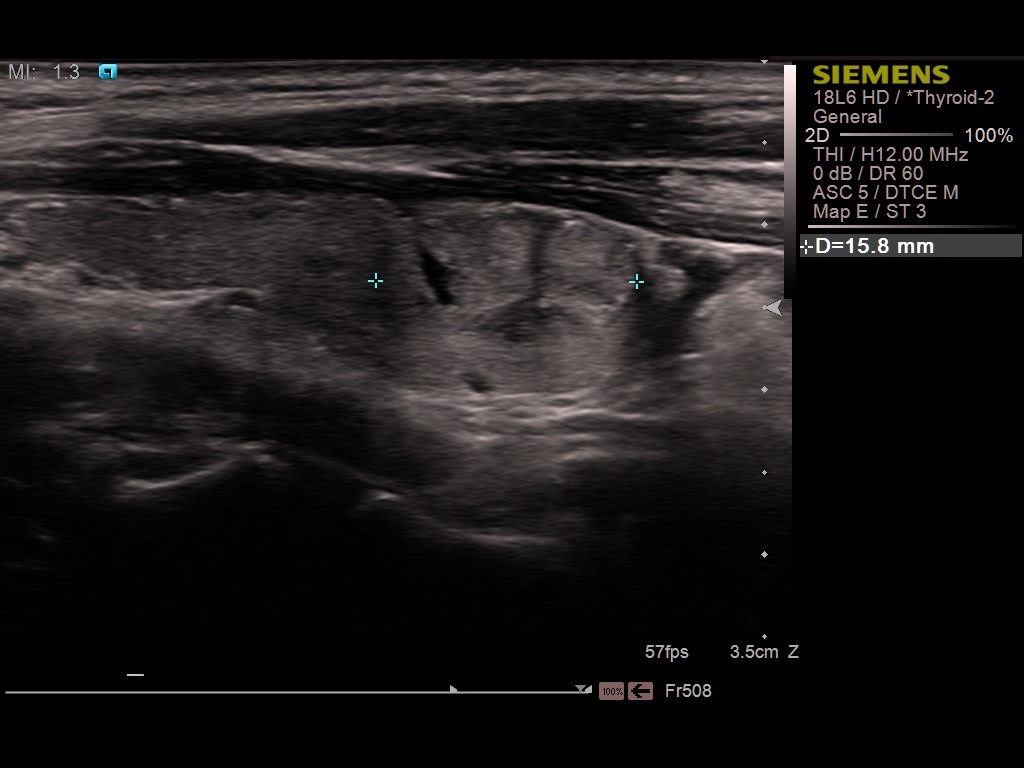 MI: 1.3
SIEMENS
18L6 HD / *Thyroid-2
General
2D 100%
THI / H12.00 MHz
0 dB / DR 60
ASC 5 / DTCE M
Map E / ST 3
D=15.8 mm
57fps 3.5cm Z
100% Fr508